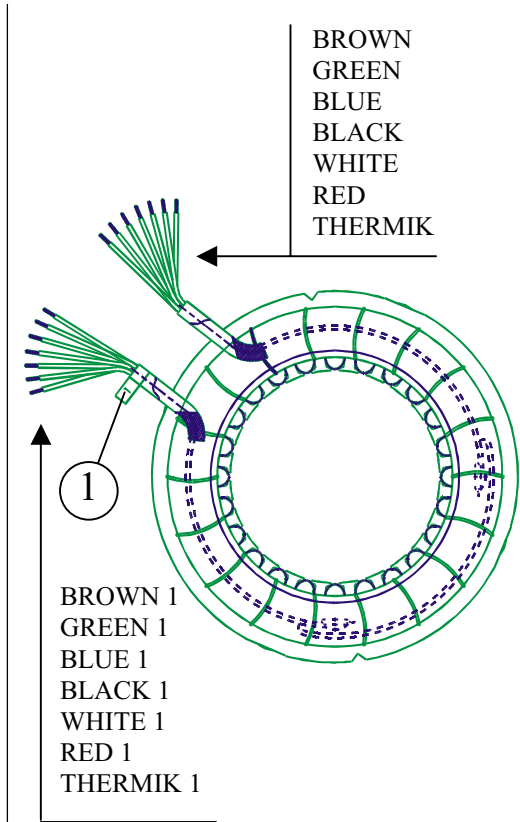 BROWN
GREEN
BLUE
BLACK
WHITE
RED
THERMIK
1
BROWN 1
GREEN 1
BLUE 1
BLACK 1
WHITE 1
RED 1
THERMIK 1